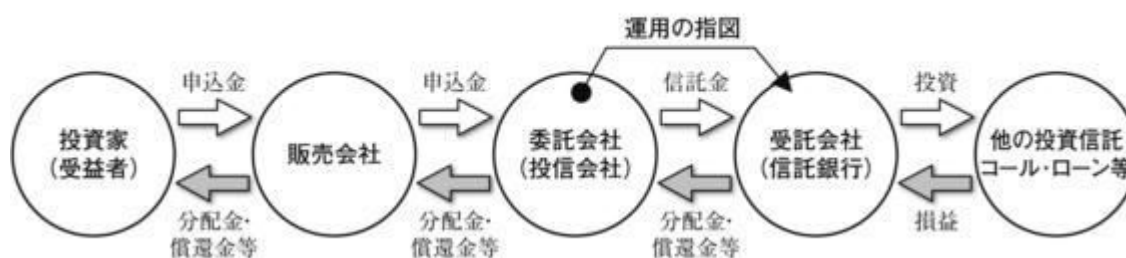 運用の指図
申込金
申込金
信託金
投資
投資家
(受益者)
販売会社
委託会社
(投信会社)
受託会社
(信託銀行)
他の投資信託
コール・ローン等
分配金・
償還金等
分配金・
償還金等
分配金・
償還金等
損益